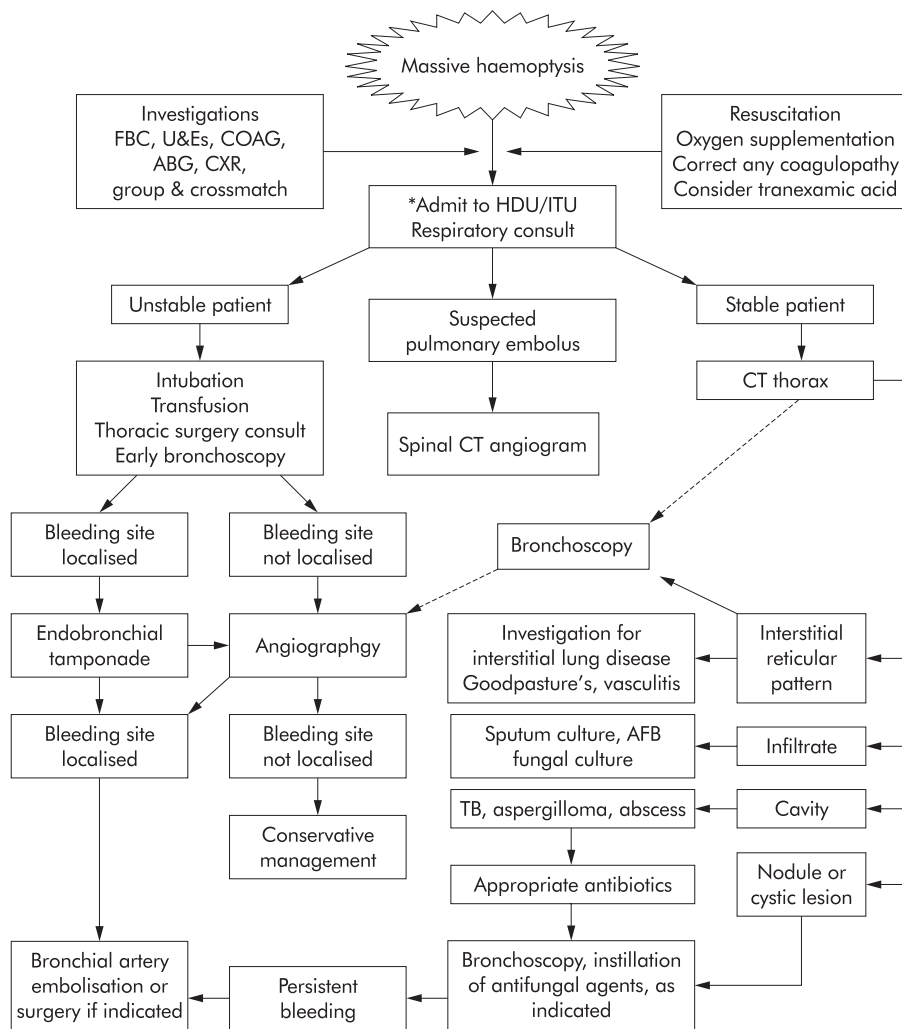 Massive haemoptysis
Investigations
FBC, U&Es, COAG,
ABG, CXR,
group & crossmatch
Resuscitation
Oxygen supplementation
Correct any coagulopathy
Consider tranexamic acid
*Admit to HDU/ITU
Respiratory consult
Unstable patient
Suspected
pulmonary embolus
Stable patient
Intubation
Transfusion
Thoracic surgery consult
Early bronchoscopy
Spinal CT angiogram
CT thorax
Bleeding site
localised
Bleeding site
not localised
Bronchoscopy
Endobronchial
tamponade
Angiographgy
Investigation for
interstitial lung disease
Goodpasture's, vasculitis
Interstitial
reticular
pattern
Bleeding site
localised
Bleeding site
not localised
Sputum culture, AFB
fungal culture
Infiltrate
Conservative
management
TB, aspergilloma, abscess
Cavity
Appropriate antibiotics
Nodule or
cystic lesion
Bronchial artery
embolisation or
surgery if indicated
Persistent
bleeding
Bronchoscopy, instillation
of antifungal agents, as
indicated